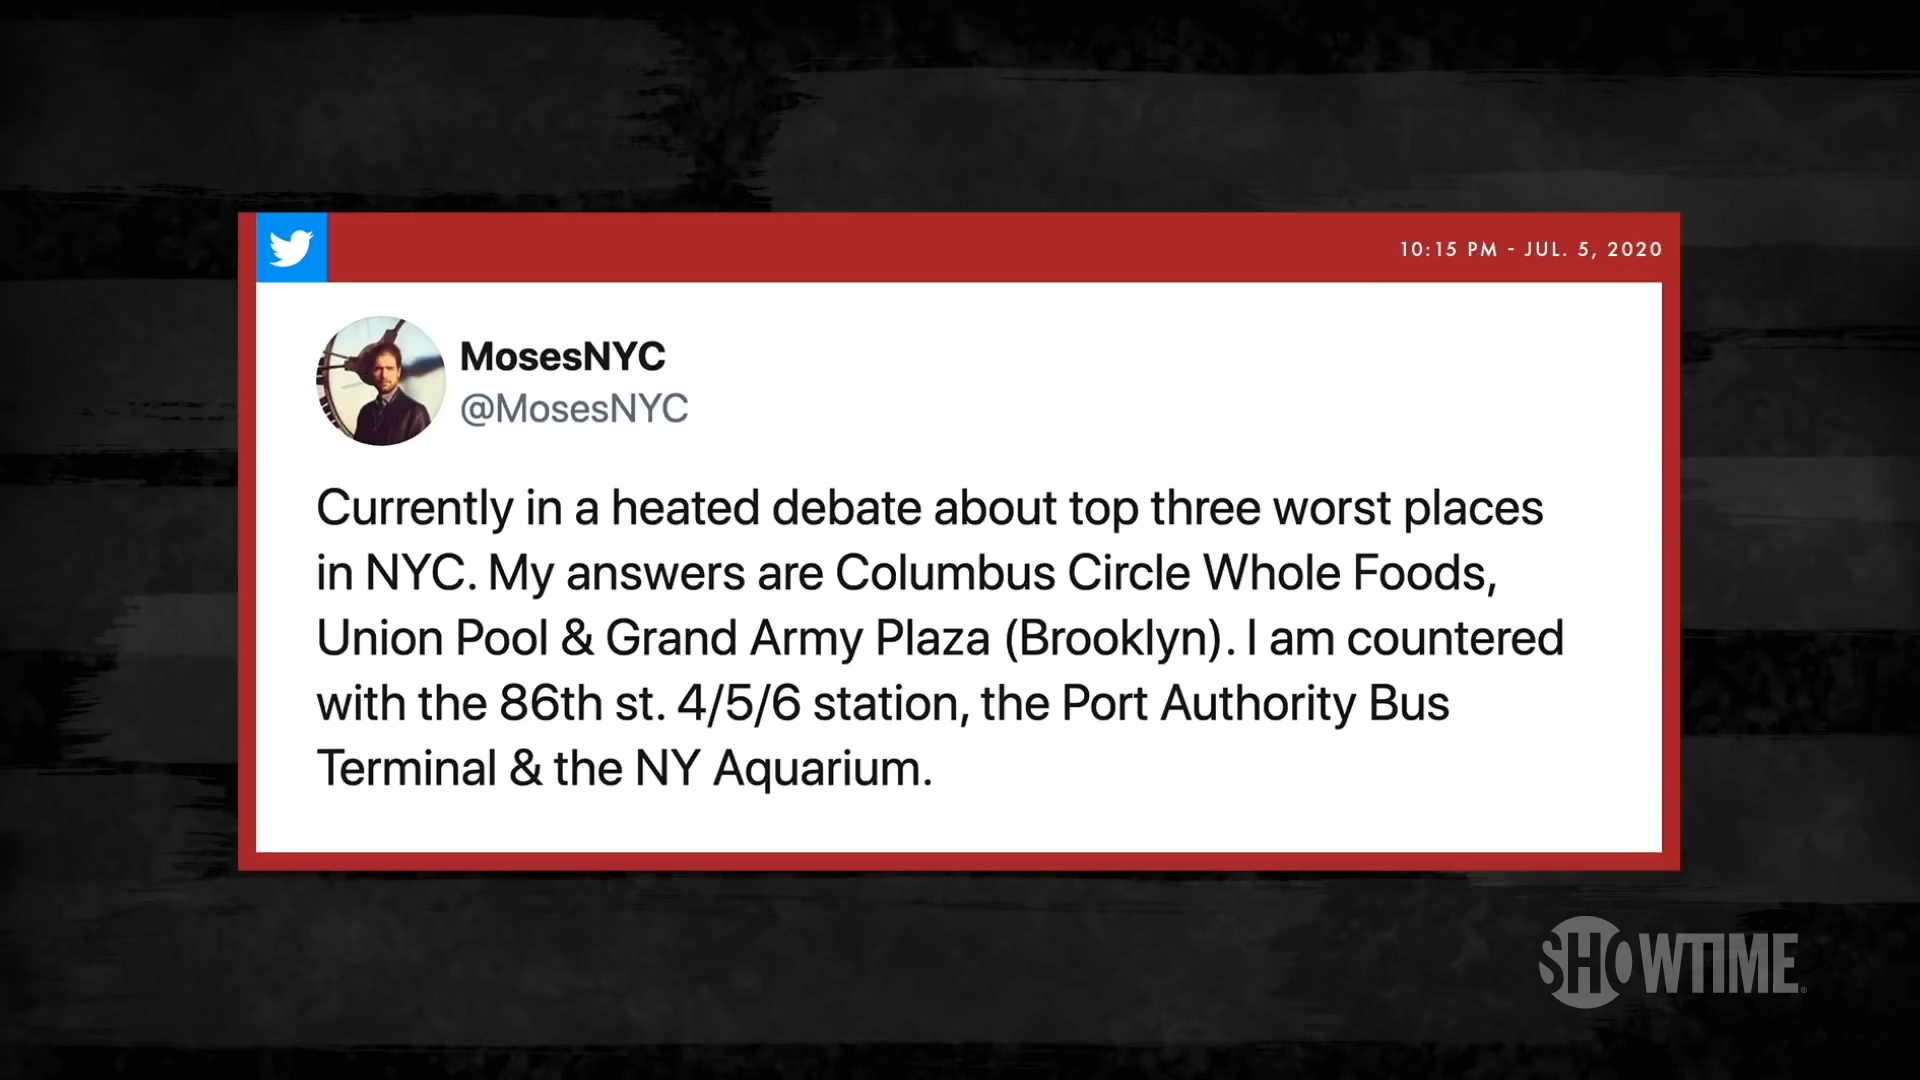 10:15 PM - JUL. 5, 2020
MosesNYC
@MosesNYC
Currently in a heated debate about top three worst places
in NYC. My answers are Columbus Circle Whole Foods,
Union Pool & Grand Army Plaza (Brooklyn). I am countered
with the 86th st. 4/5/6 station, the Port Authority Bus
Terminal & the NY Aquarium.
SHOWTIME